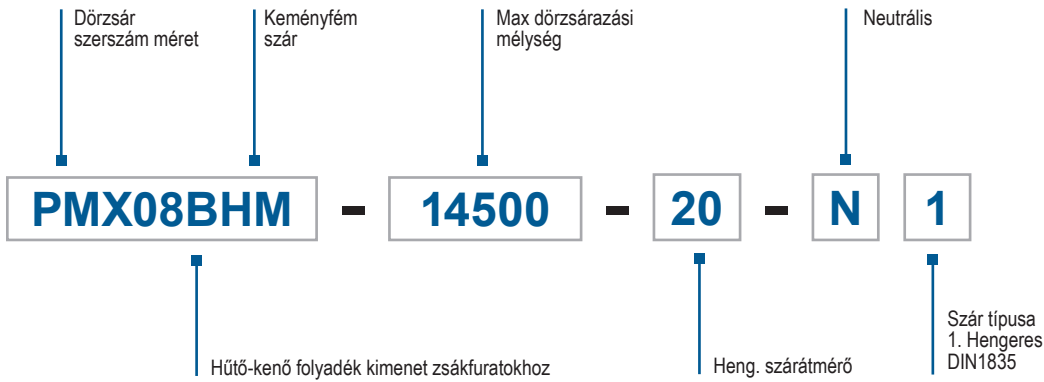 Dörzsár
szerszám méret
Keményfém
szár
Max dörzsárazási
mélység
Neutrális
PMX08BHM - 14500 - 20 - N 1
Hűtő-kenő folyadék kimenet zsákfuratokhoz
Heng. szárátmérő
Szár típusa
1. Hengeres
DIN1835